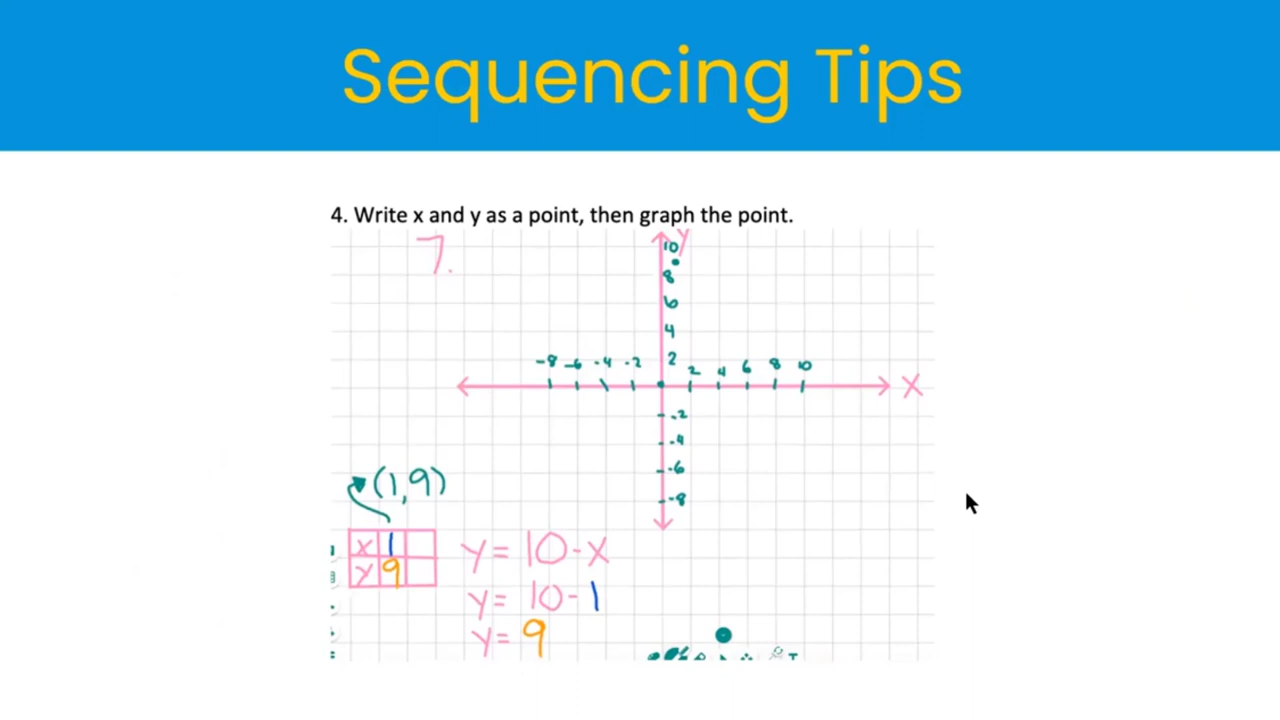 Sequencing Tips
4. Write x and y as a point, then graph the point.
7.
y
10
8
6
4
2
-8 -6 -4 -2 2 4 6 8 10
x
-2
-4
-6
-8
(1,9)
x 1
y 9
y = 10-x
y = 10-1
y = 9